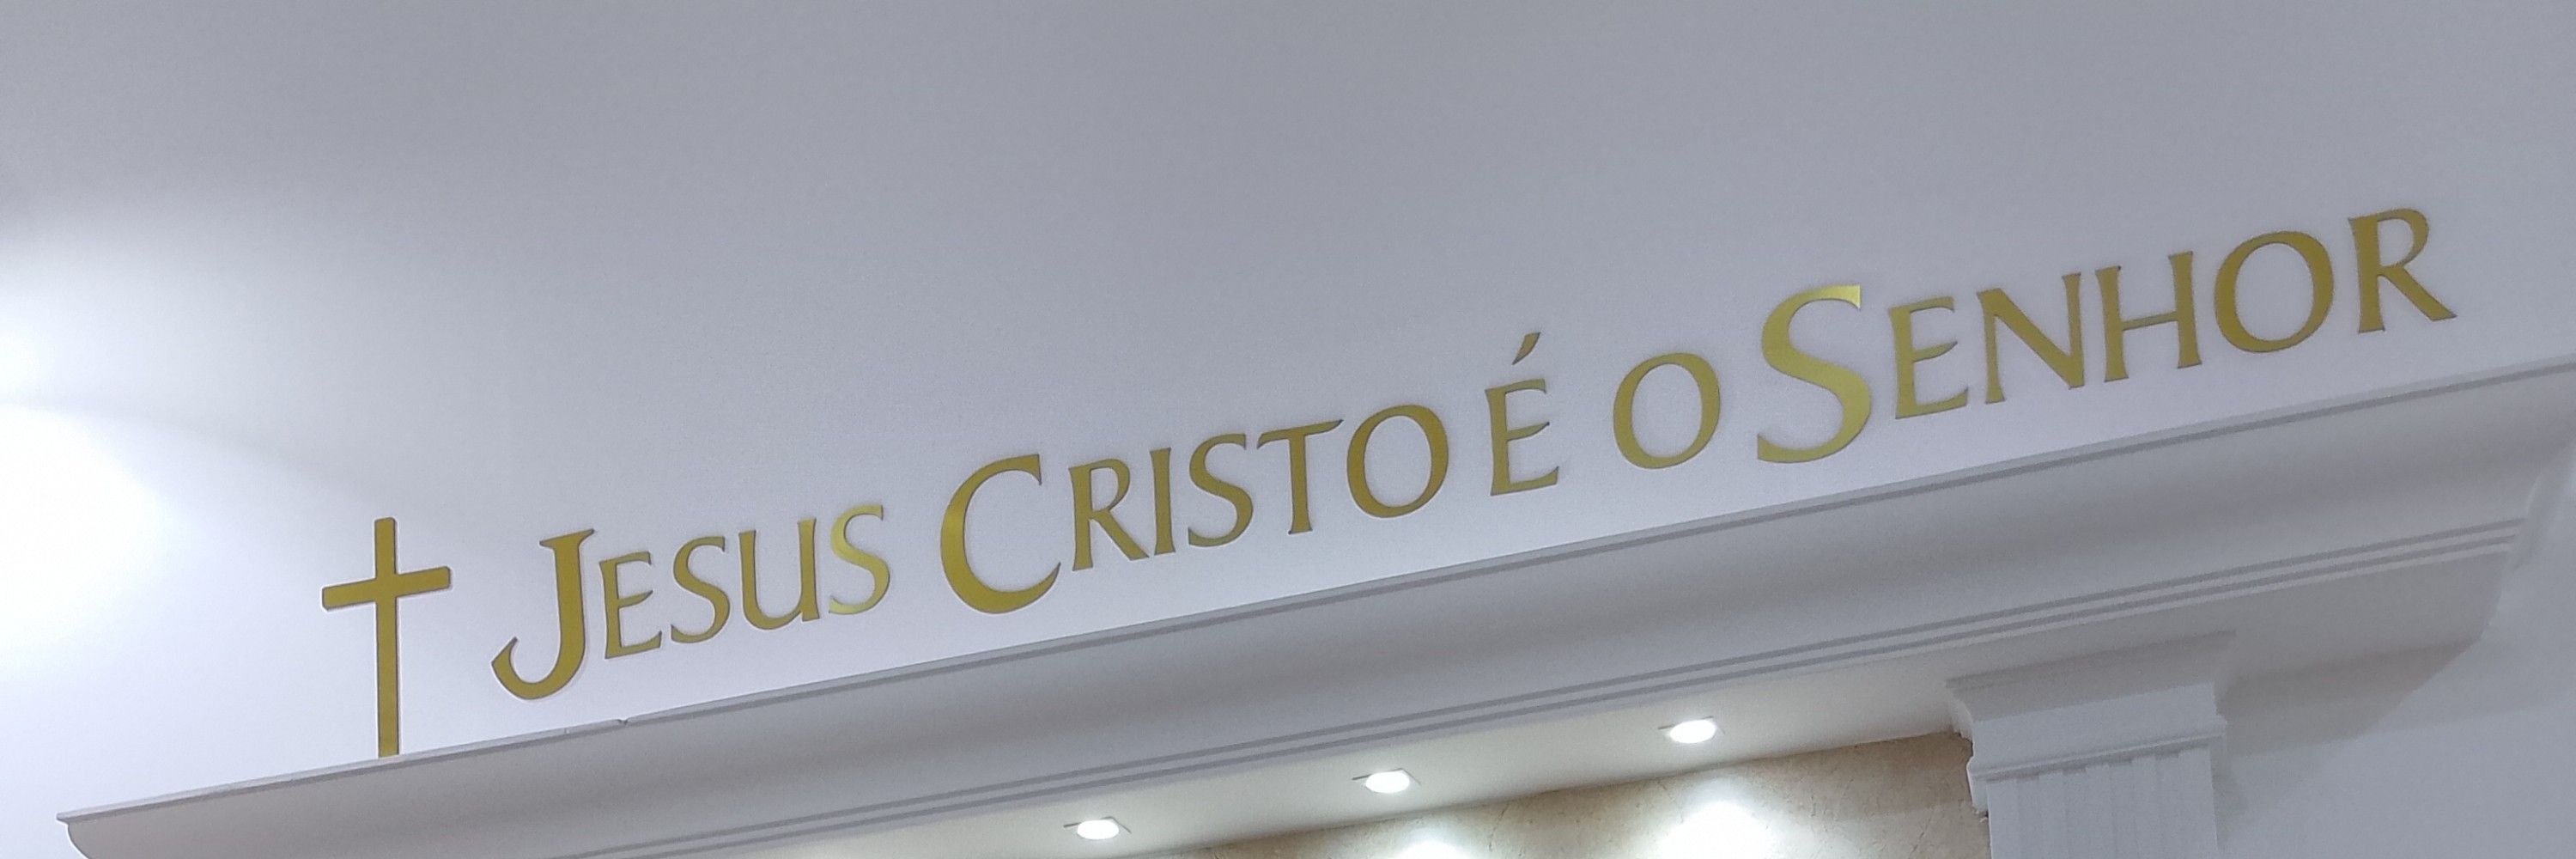 JESUS CRISTO É O SENHOR